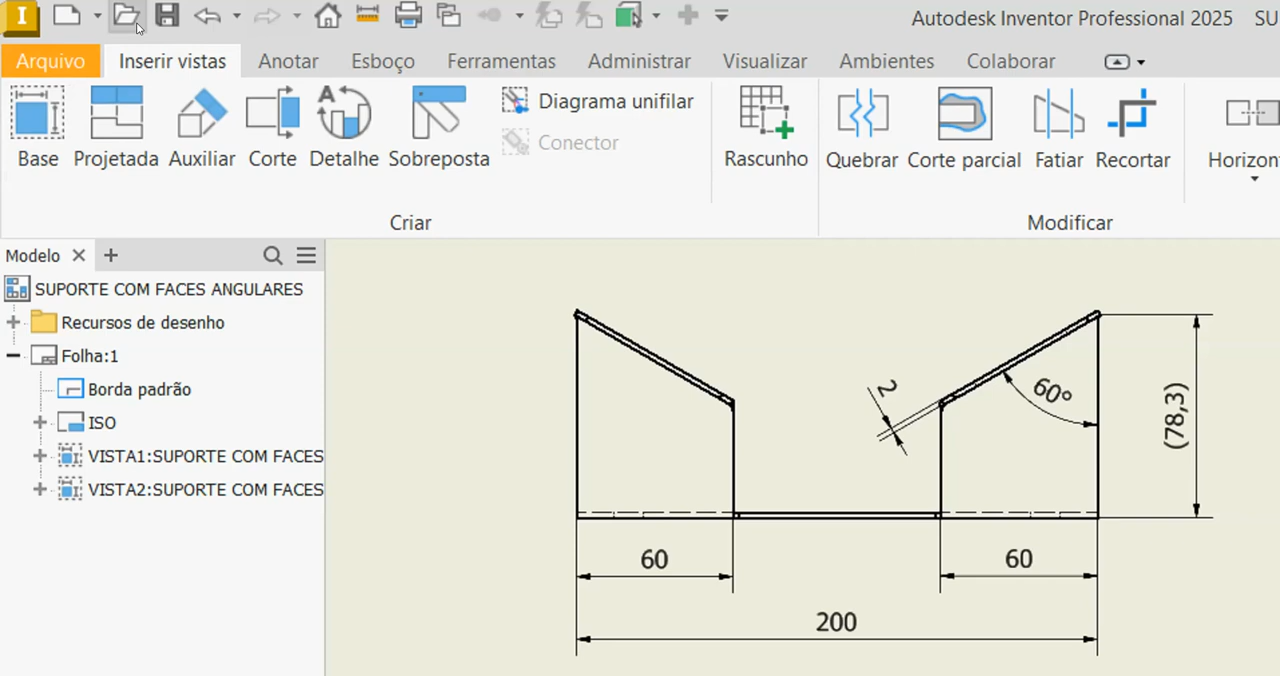 Autodesk Inventor Professional 2025 SU
Arquivo Inserir vistas Anotar Esboço Ferramentas Administrar Visualizar Ambientes Colaborar
Base Projetada Auxiliar Corte Detalhe Sobreposta
Diagrama unifilar
Conector
Rascunho
Quebrar Corte parcial Fatiar Recortar Horizon
Criar
Modificar
Modelo
SUPORTE COM FACES ANGULARES
Recursos de desenho
Folha:1
Borda padrão
ISO
VISTA1:SUPORTE COM FACES
VISTA2:SUPORTE COM FACES
2
60°
(78,3)
60
60
200